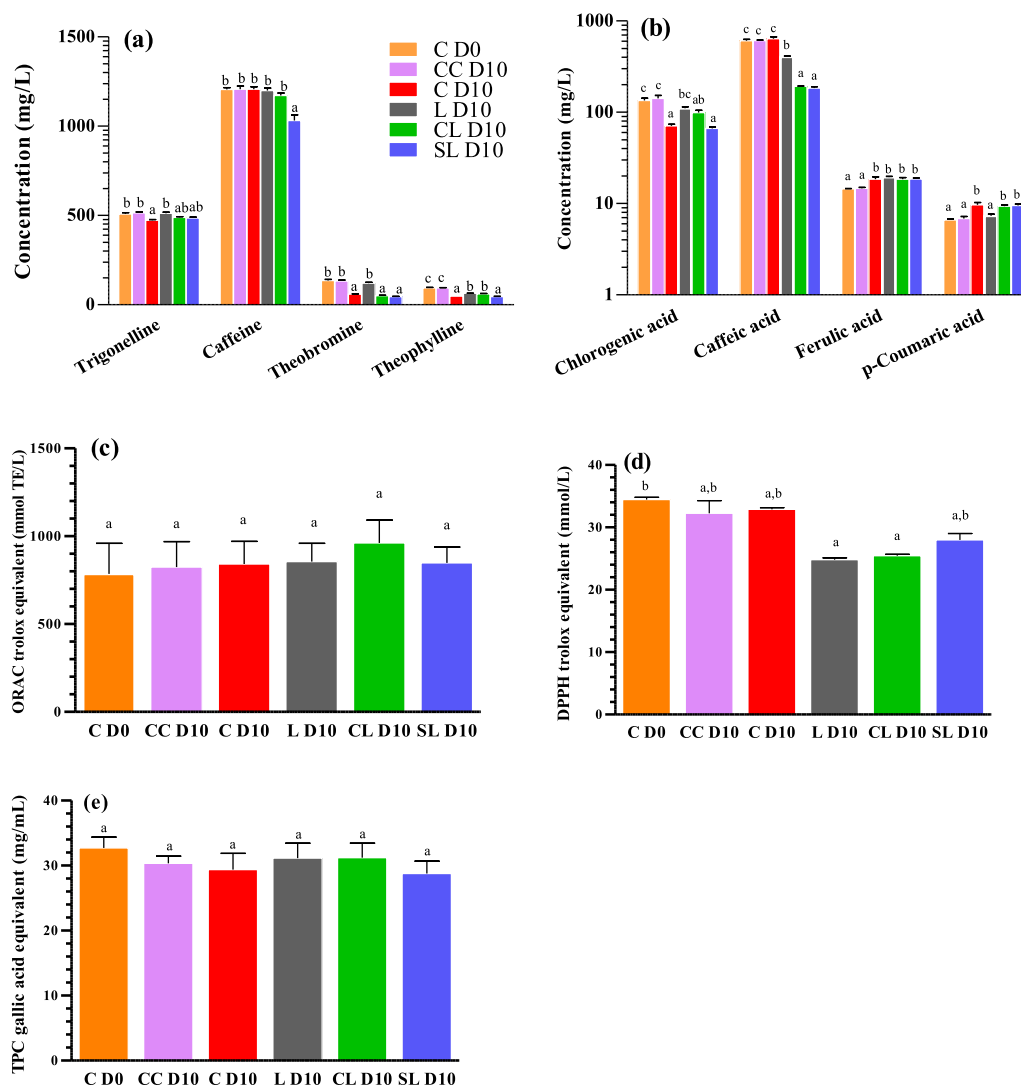 (a)
Concentration (mg/L)
1500
1000
500
0
C D0
CC D10
C D10
L D10
CL D10
SL D10
b b a b ab ab
b b b b b a
b b a b a a
c c a b b a
Trigonelline
Caffeine
Theobromine
Theophylline
(b)
Concentration (mg/L)
1000
100
10
1
c c a bc ab a
c c c b a a
a a b b b b
a a b a b b
Chlorogenic acid
Caffeic acid
Ferulic acid
p-Coumaric acid
(c)
ORAC trolox equivalent (mmol TE/L)
1500
1000
500
0
a a a a a a
C D0 CC D10 C D10 L D10 CL D10 SL D10
(d)
DPPH trolox equivalent (mmol/L)
40
30
20
10
0
b a,b a,b a a a,b
C D0 CC D10 C D10 L D10 CL D10 SL D10
(e)
TPC gallic acid equivalent (mg/mL)
40
30
20
10
0
a a a a a a
C D0 CC D10 C D10 L D10 CL D10 SL D10